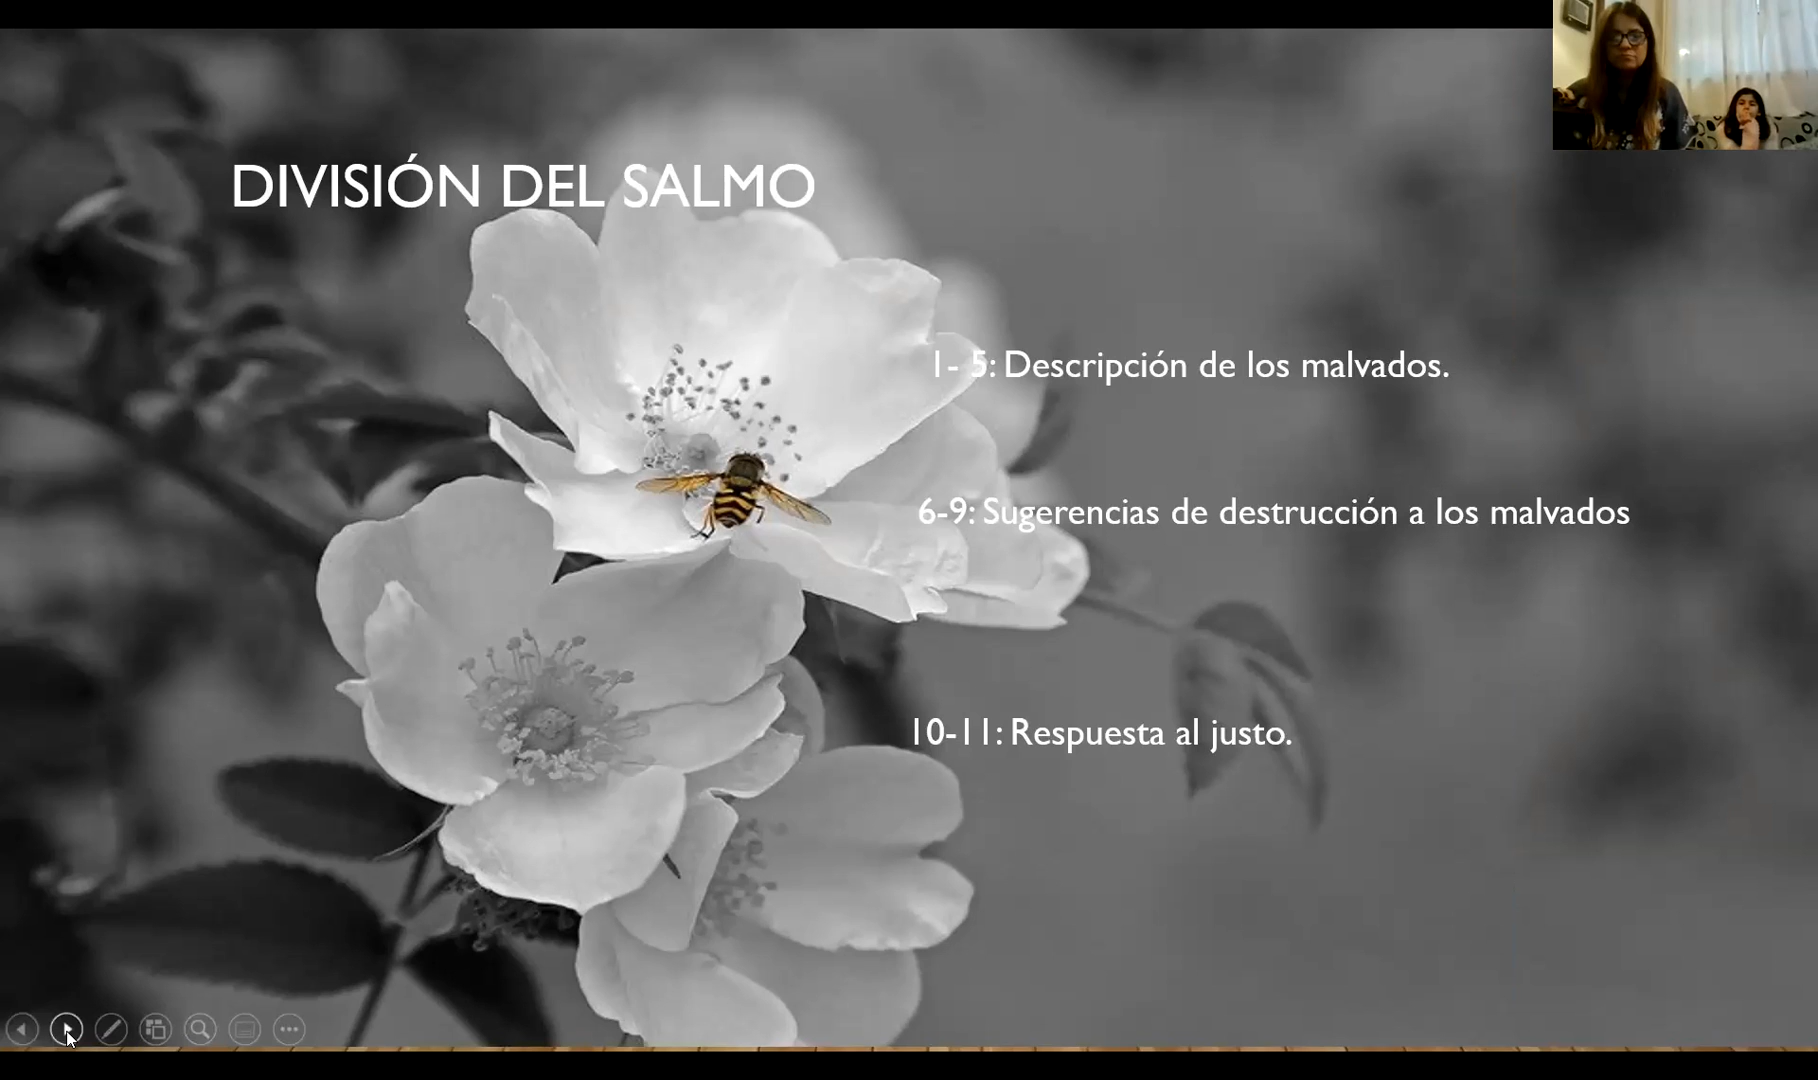 DIVISIÓN DEL SALMO
1- 5: Descripción de los malvados.
6-9: Sugerencias de destrucción a los malvados
10-11: Respuesta al justo.